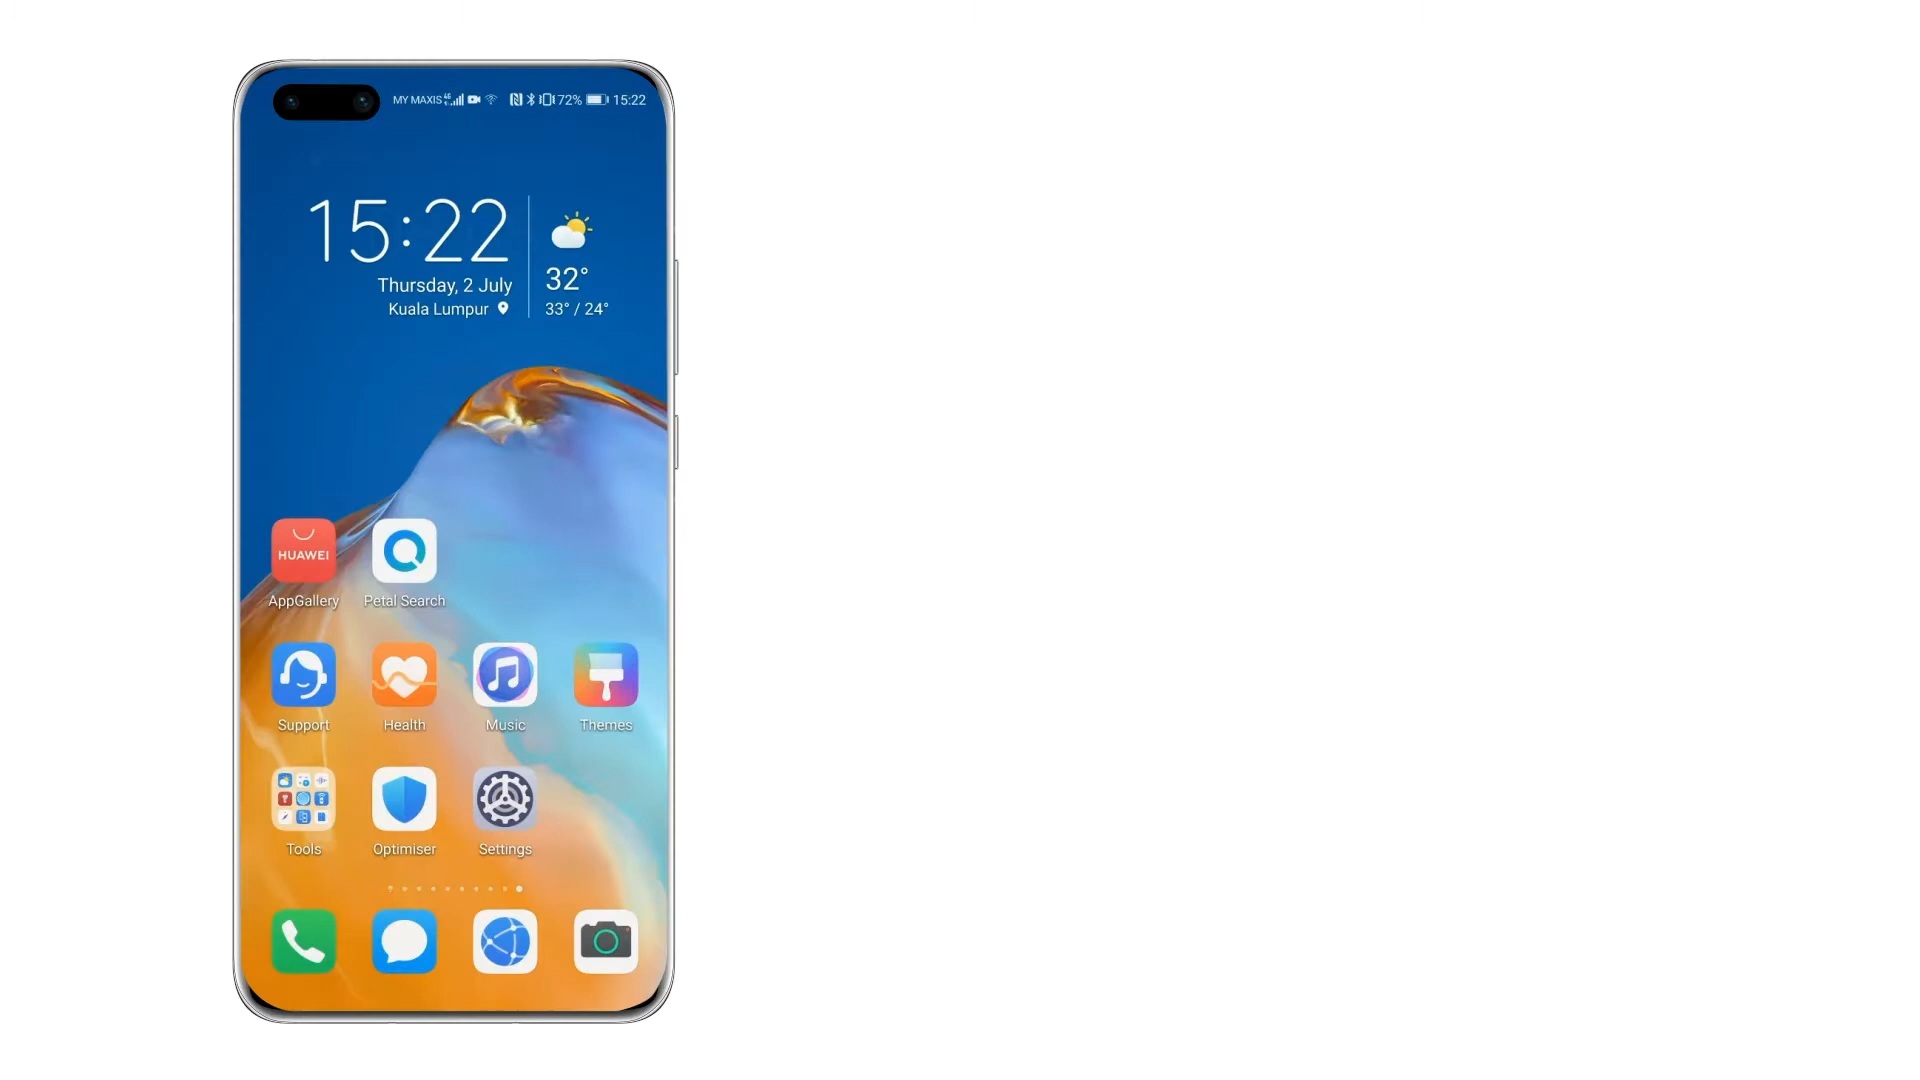 MY MAXIS 72% 15:22
15:22
Thursday, 2 July
Kuala Lumpur
32°
33° / 24°
HUAWEI
AppGallery Petal Search
Support Health Music Themes
Tools Optimiser Settings